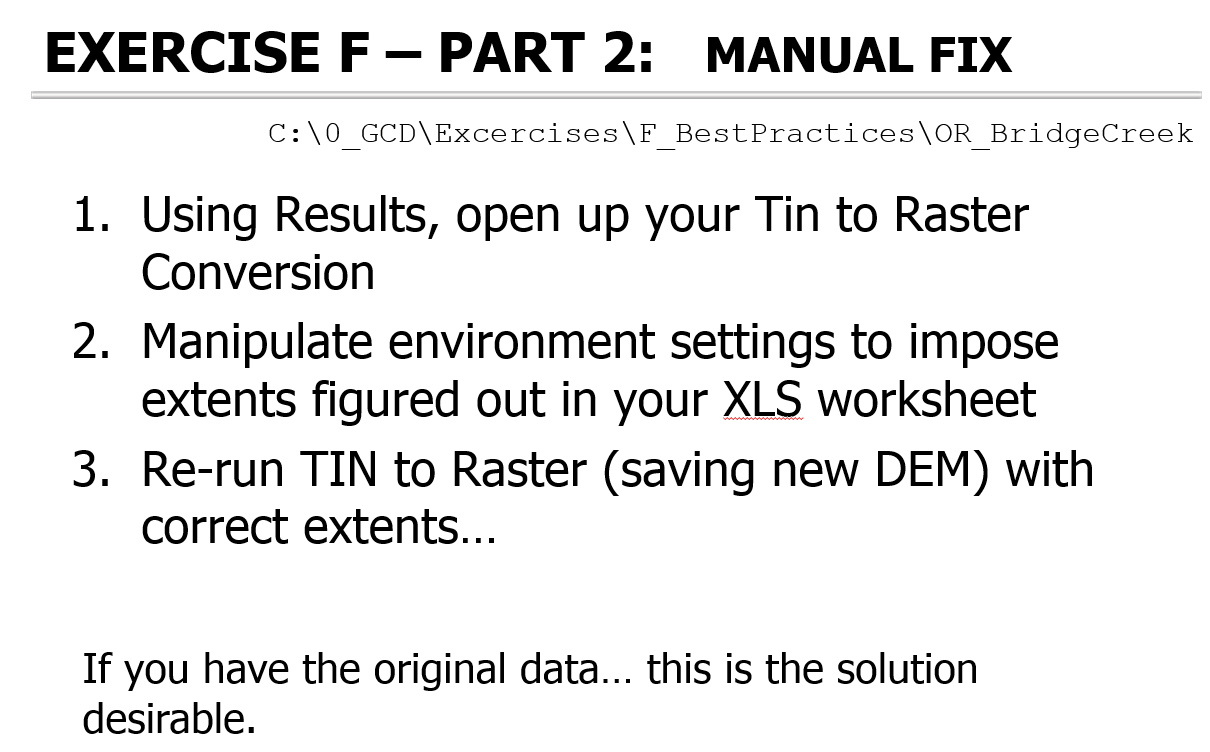 EXERCISE F – PART 2: MANUAL FIX
C:\0_GCD\Excercises\F_BestPractices\OR_BridgeCreek
1. Using Results, open up your Tin to Raster
Conversion
2. Manipulate environment settings to impose
extents figured out in your XLS worksheet
3. Re-run TIN to Raster (saving new DEM) with
correct extents…
If you have the original data… this is the solution
desirable.